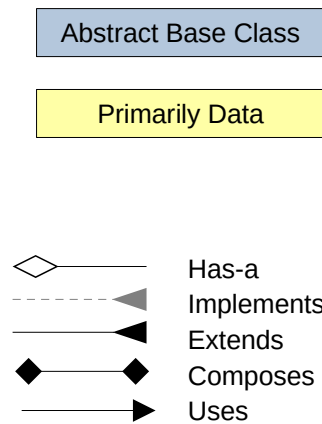 Abstract Base Class
Primarily Data
Has-a
Implements
Extends
Composes
Uses